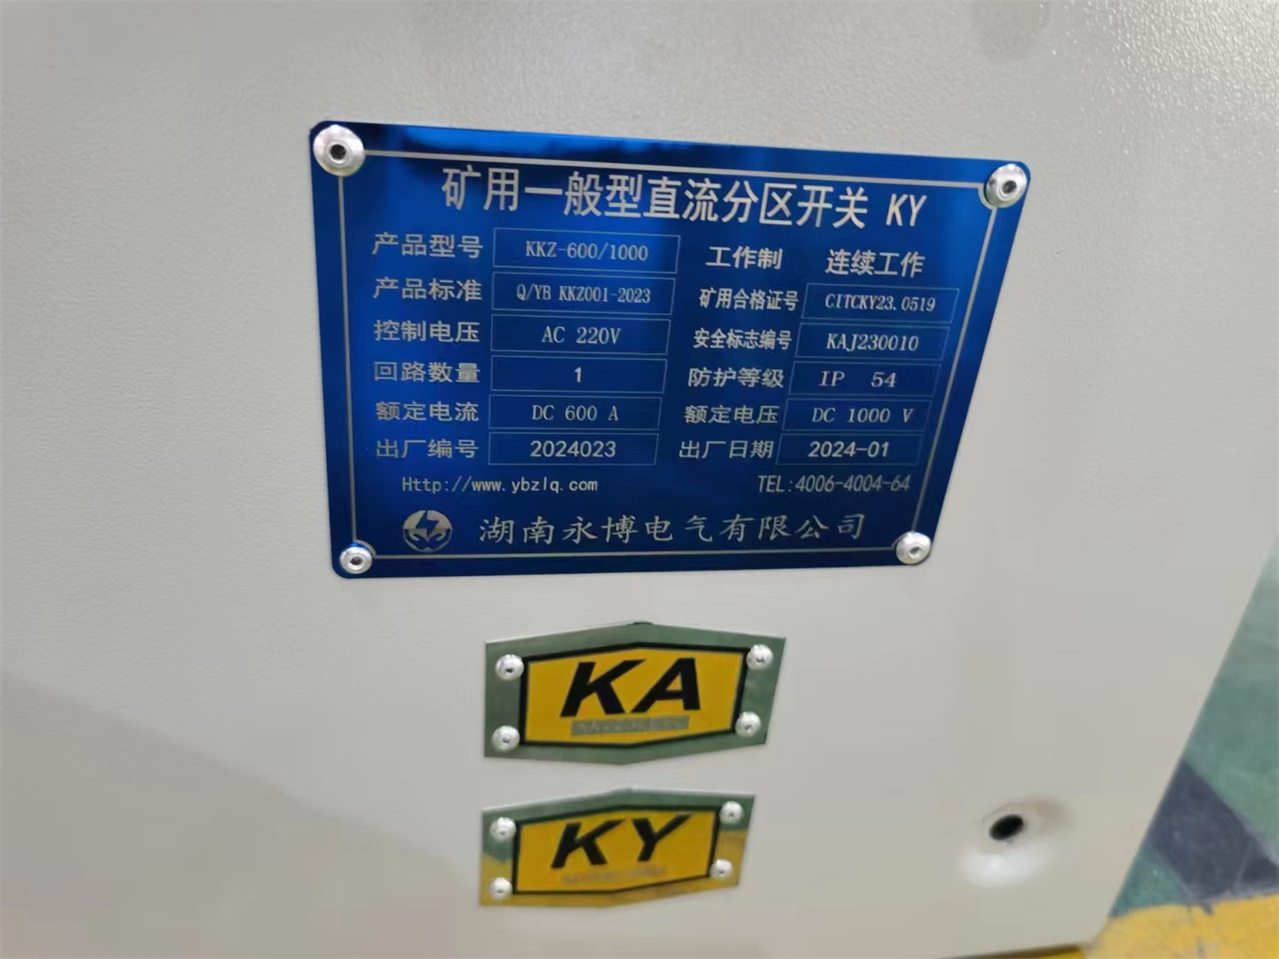 矿用一般型直流分区开关 KY
产品型号 KKZ-600/1000 工作制 连续工作
产品标准 Q/YB KKZ001-2023 矿用合格证号 CITCKY23.0519
控制电压 AC 220V 安全标志编号 KAJ230010
回路数量 1 防护等级 IP 54
额定电流 DC 600 A 额定电压 DC 1000 V
出厂编号 2024023 出厂日期 2024-01
Http://www.ybzlq.com TEL:4006-4004-64
湖南永博电气有限公司
KA
KY